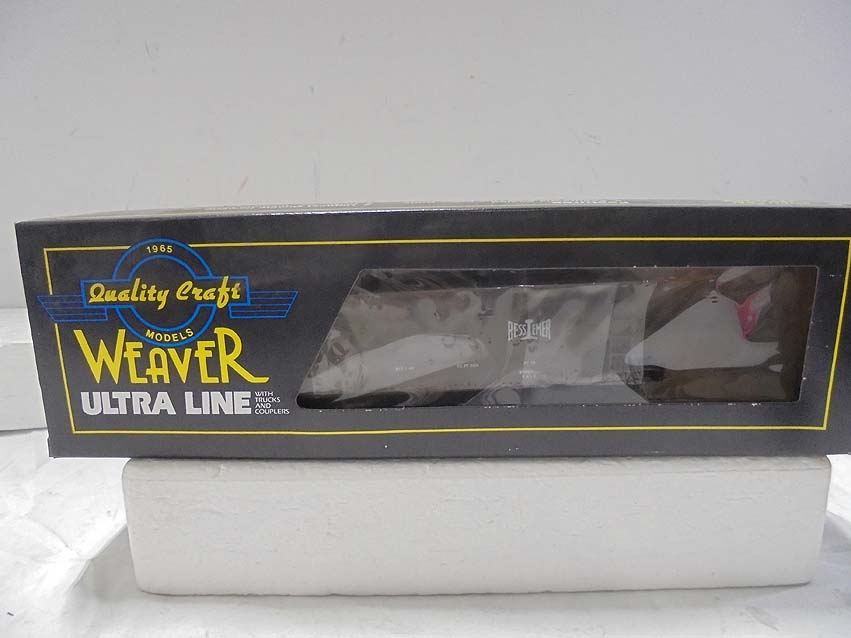 1965
Quality Craft
MODELS
WEAVER
ULTRA LINE
WITH
TRUCKS
AND
COUPLERS
BESSEMER